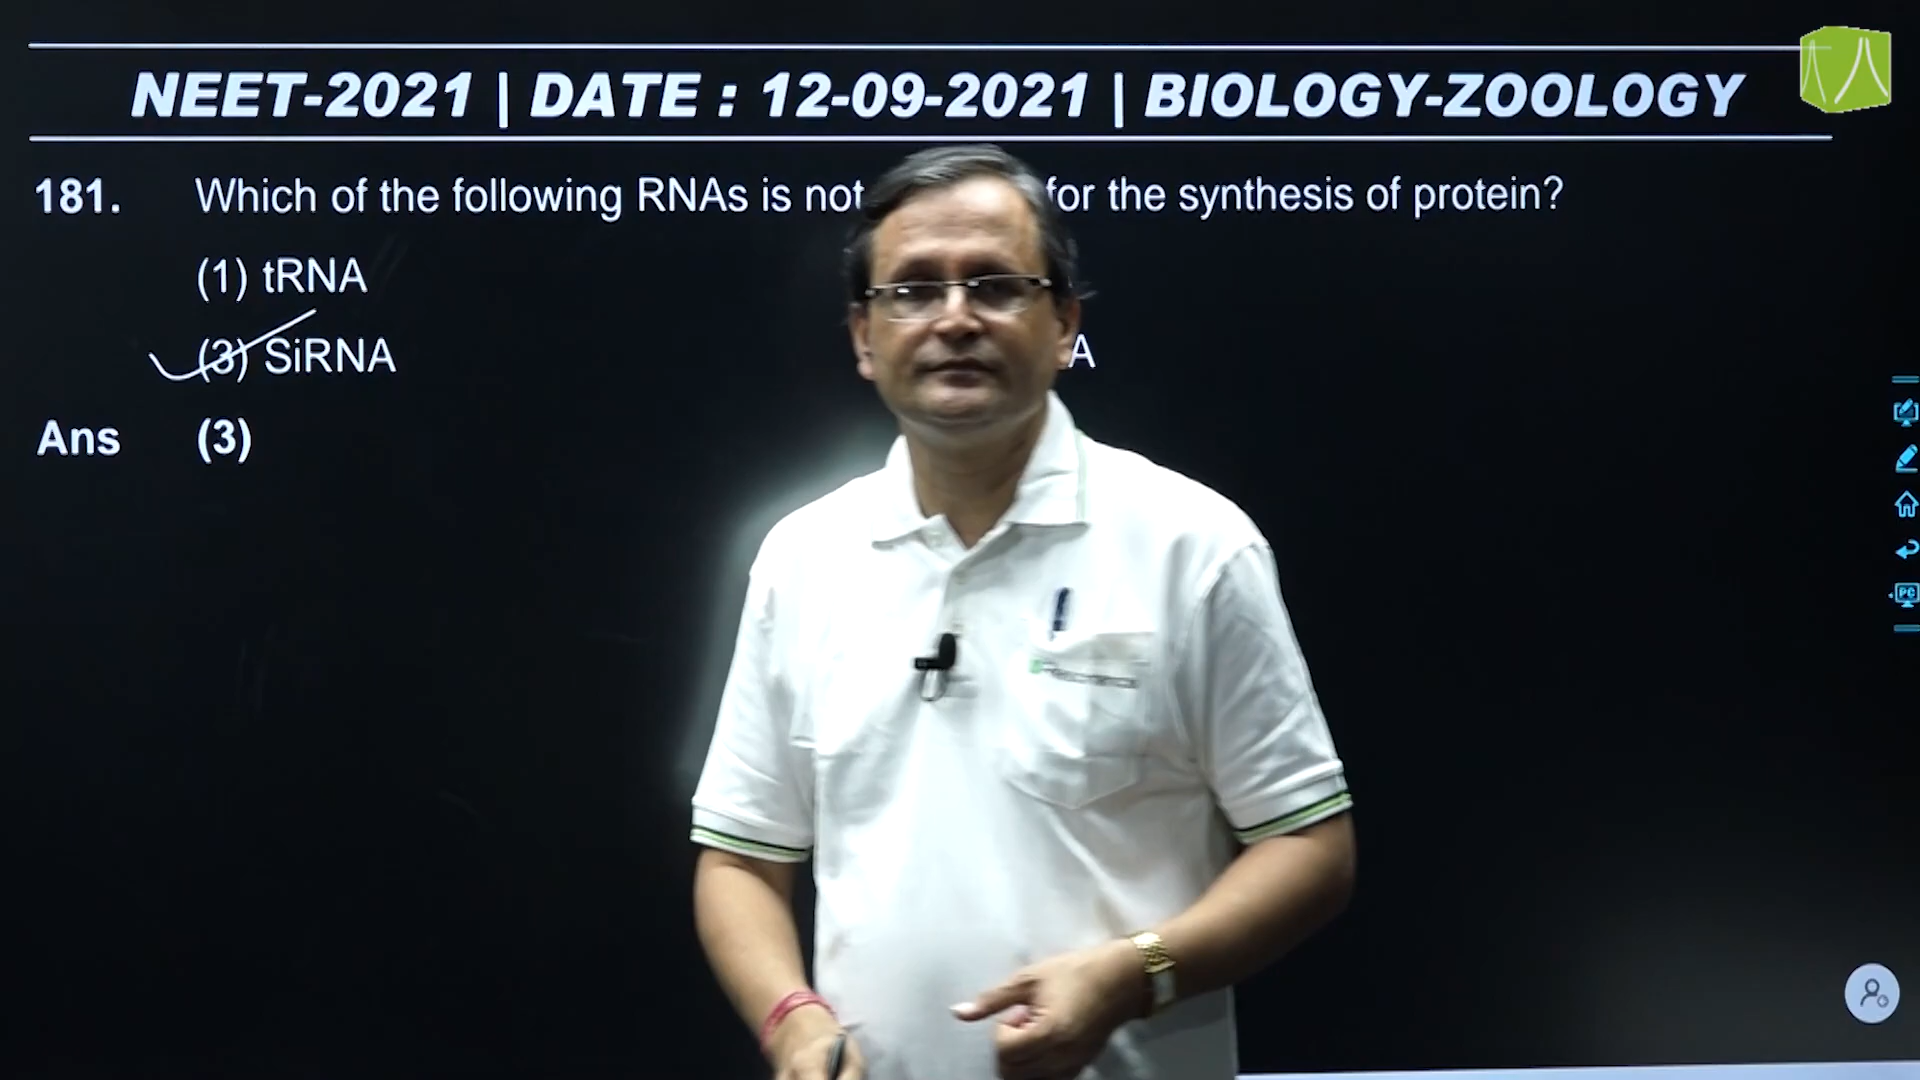 NEET-2021 | DATE : 12-09-2021 | BIOLOGY-ZOOLOGY
181. Which of the following RNAs is not for the synthesis of protein?
(1) tRNA
(3) SiRNA A
Ans (3)
PC